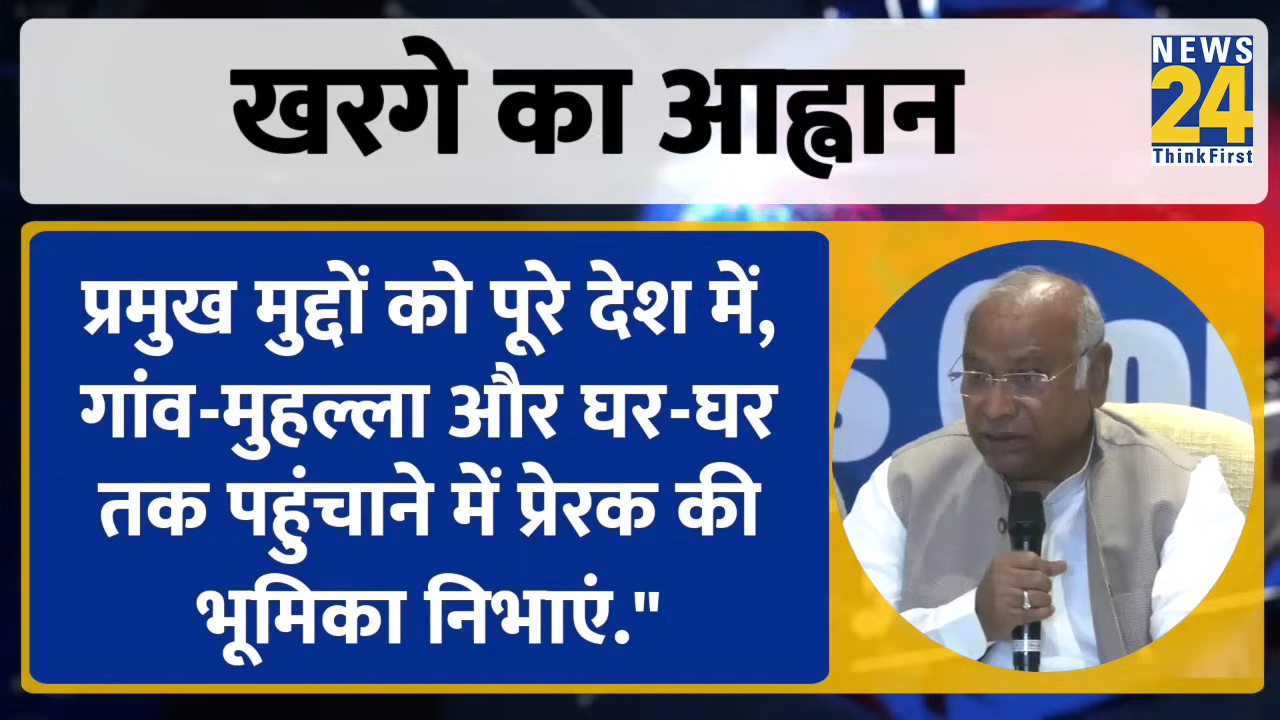 खरगे का आह्वान
NEWS
24
ThinkFirst
प्रमुख मुद्दों को पूरे देश में,
गांव-मुहल्ला और घर-घर
तक पहुंचाने में प्रेरक की
भूमिका निभाएं."